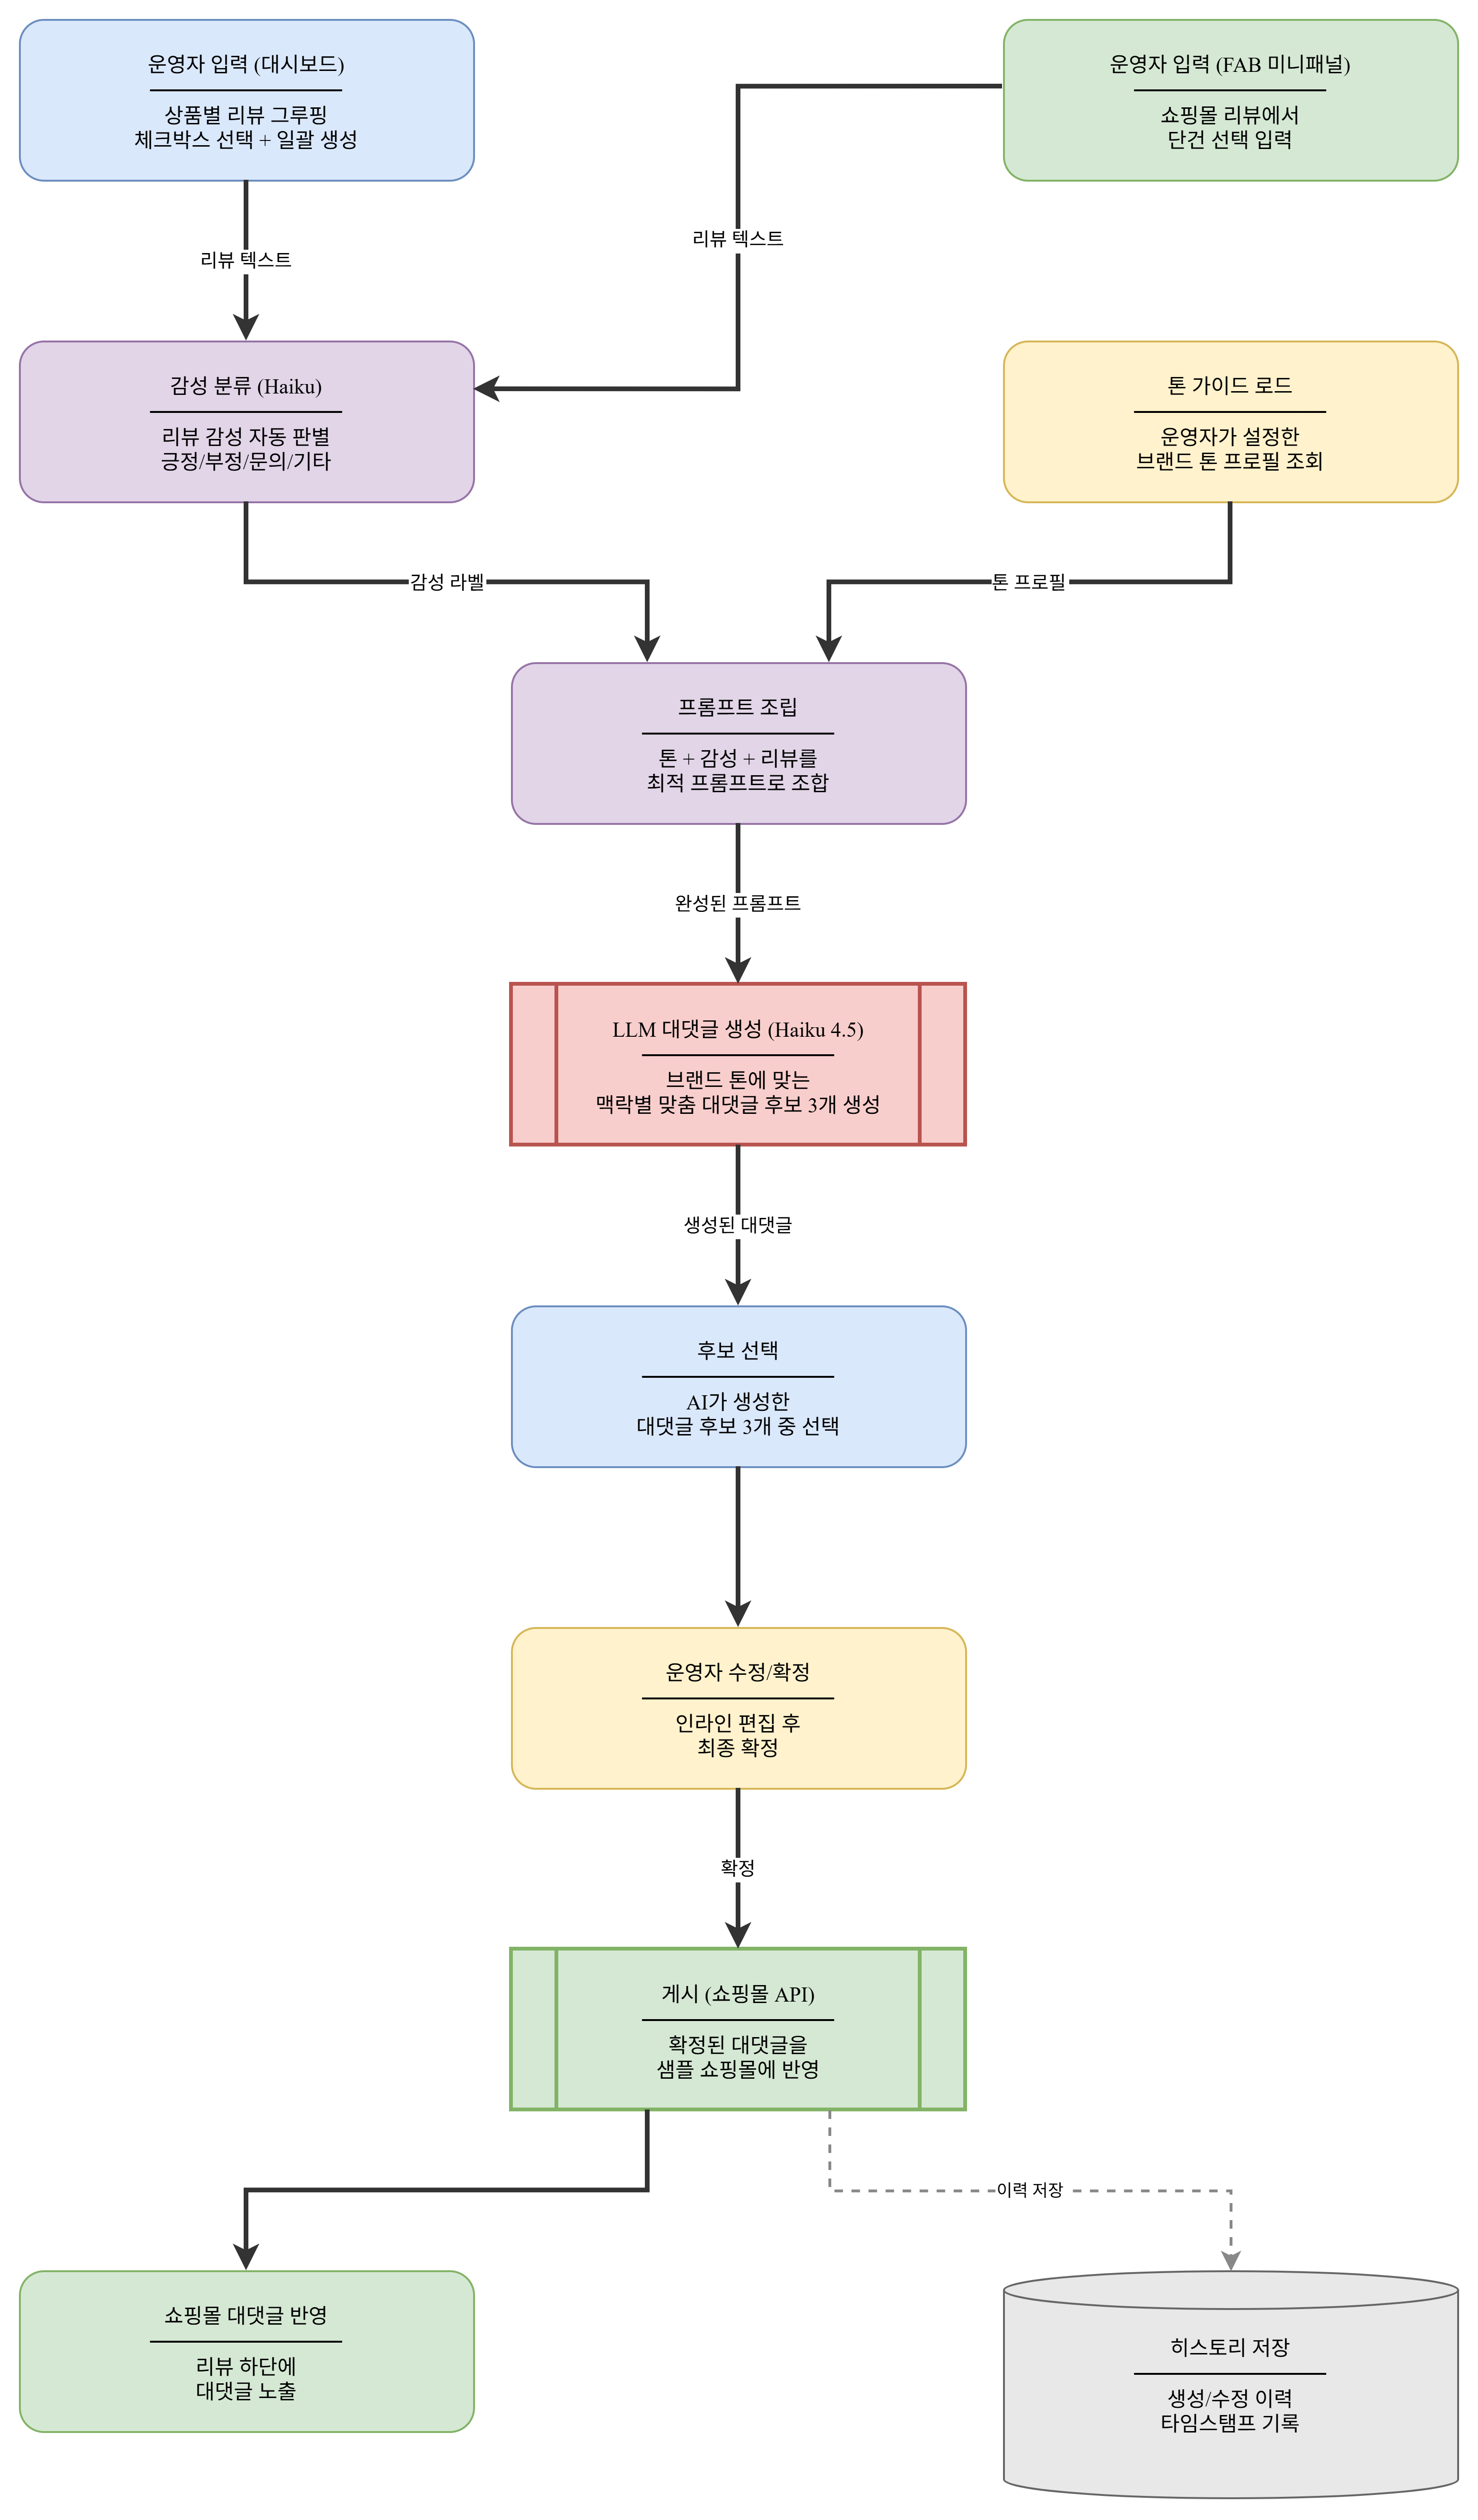 운영자 입력 (대시보드)
상품별 리뷰 그루핑
체크박스 선택 + 일괄 생성
운영자 입력 (FAB 미니패널)
쇼핑몰 리뷰에서
단건 선택 입력
리뷰 텍스트
리뷰 텍스트
감성 분류 (Haiku)
리뷰 감성 자동 판별
긍정/부정/문의/기타
톤 가이드 로드
운영자가 설정한
브랜드 톤 프로필 조회
감성 라벨
톤 프로필
프롬프트 조립
톤 + 감성 + 리뷰를
최적 프롬프트로 조합
완성된 프롬프트
LLM 대댓글 생성 (Haiku 4.5)
브랜드 톤에 맞는
맥락별 맞춤 대댓글 후보 3개 생성
생성된 대댓글
후보 선택
AI가 생성한
대댓글 후보 3개 중 선택
운영자 수정/확정
인라인 편집 후
최종 확정
확정
게시 (쇼핑몰 API)
확정된 대댓글을
샘플 쇼핑몰에 반영
이력 저장
쇼핑몰 대댓글 반영
리뷰 하단에
대댓글 노출
히스토리 저장
생성/수정 이력
타임스탬프 기록